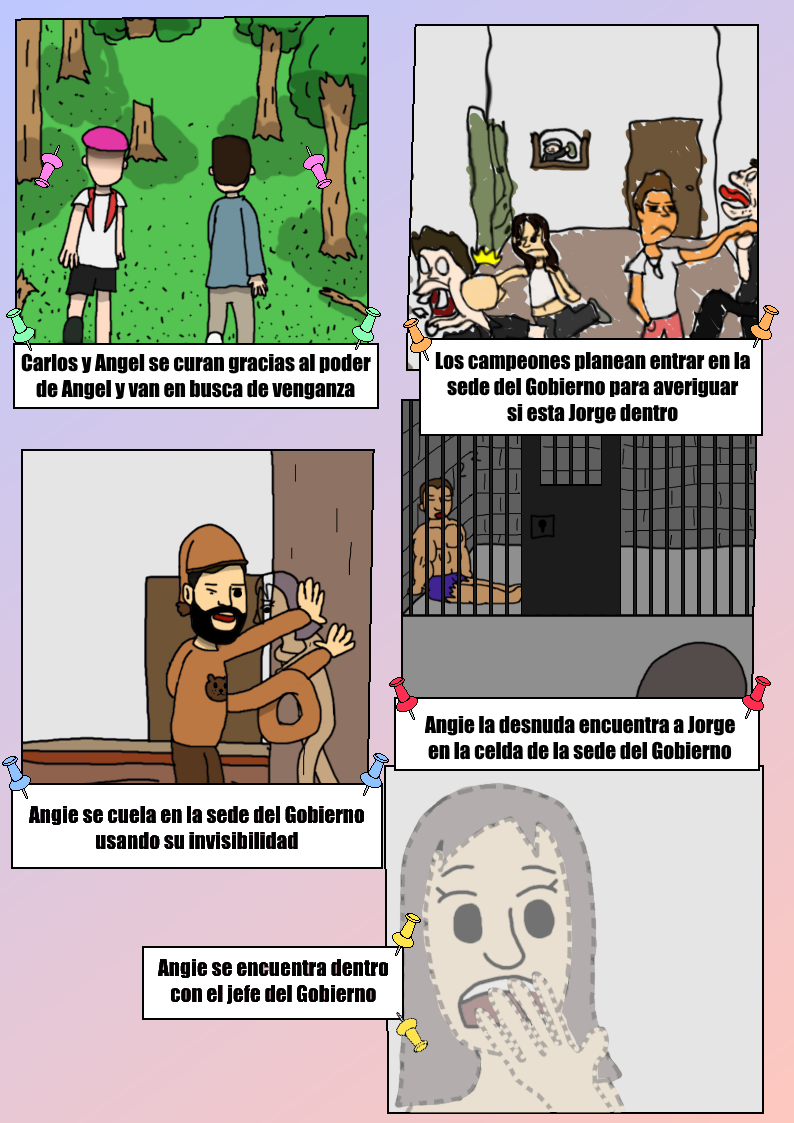 Carlos y Angel se curan gracias al poder
de Angel y van en busca de venganza
Los campeones planean entrar en la
sede del Gobierno para averiguar
si esta Jorge dentro
Angie se cuela en la sede del Gobierno
usando su invisibilidad
Angie la desnuda encuentra a Jorge
en la celda de la sede del Gobierno
Angie se encuentra dentro
con el jefe del Gobierno